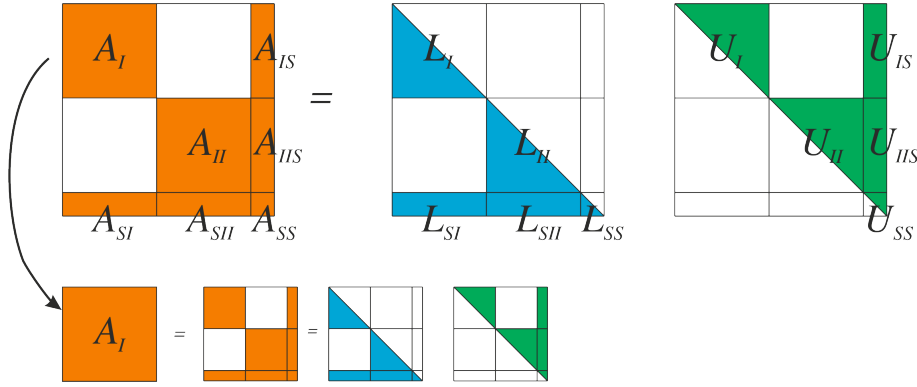 A_I A_IS = L_I U_I U_IS
A_II A_IIS L_II U_II U_IIS
A_SI A_SII A_SS L_SI L_SII L_SS U_SS
A_I = =